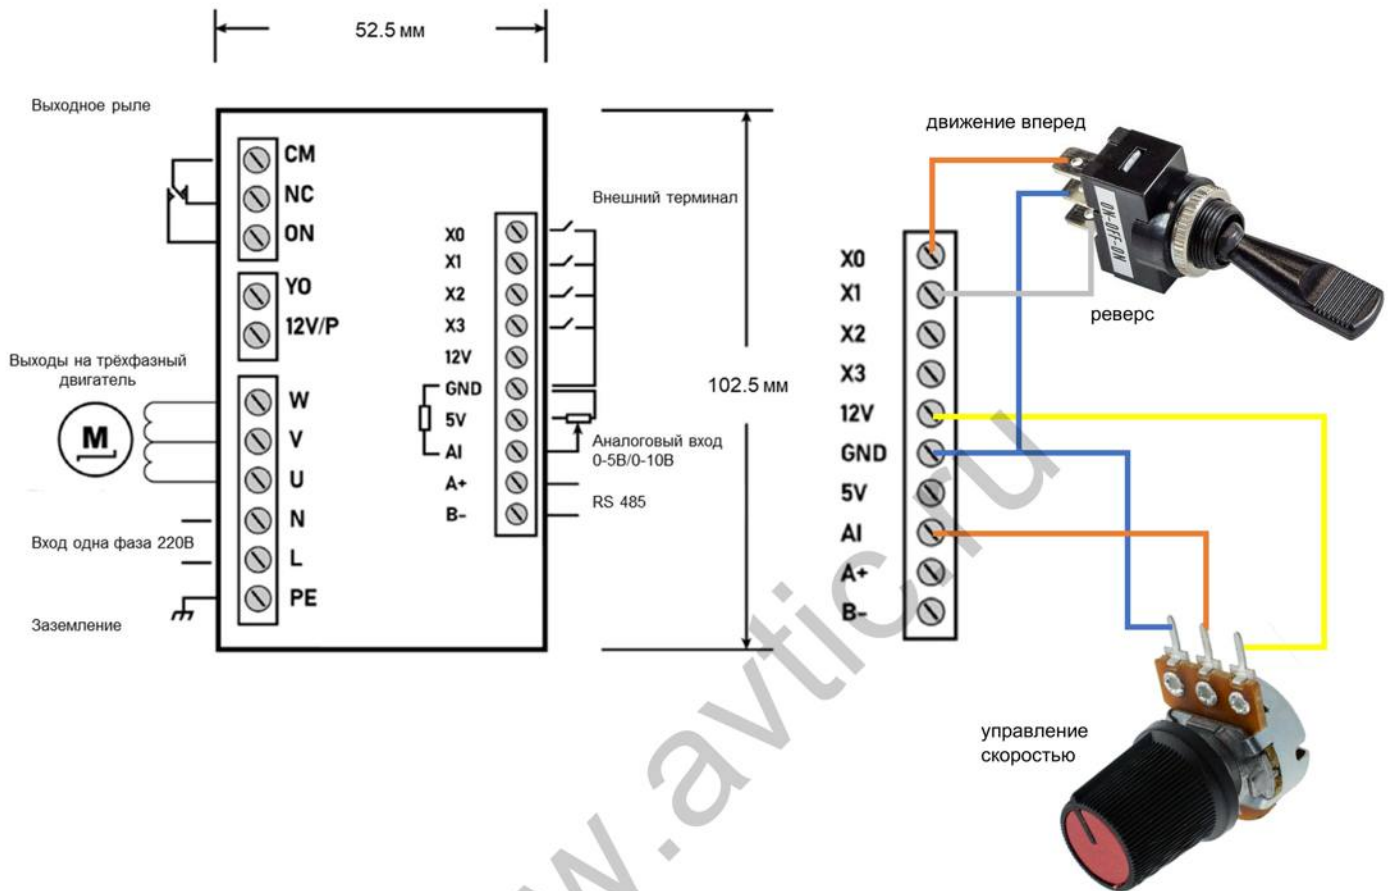 52.5 мм
Выходное рыле
CM
NC
ON
YO
12V/P
Выходы на трёхфазный
двигатель
M
W
V
U
N
Вход одна фаза 220В
L
PE
Заземление
Внешний терминал
X0
X1
X2
X3
12V
GND
5V
AI
A+
B-
Аналоговый вход
0-5В/0-10В
RS 485
102.5 мм
движение вперед
ON-OFF-ON
реверс
X0
X1
X2
X3
12V
GND
5V
AI
A+
B-
управление
скоростью
w.avtic.ru